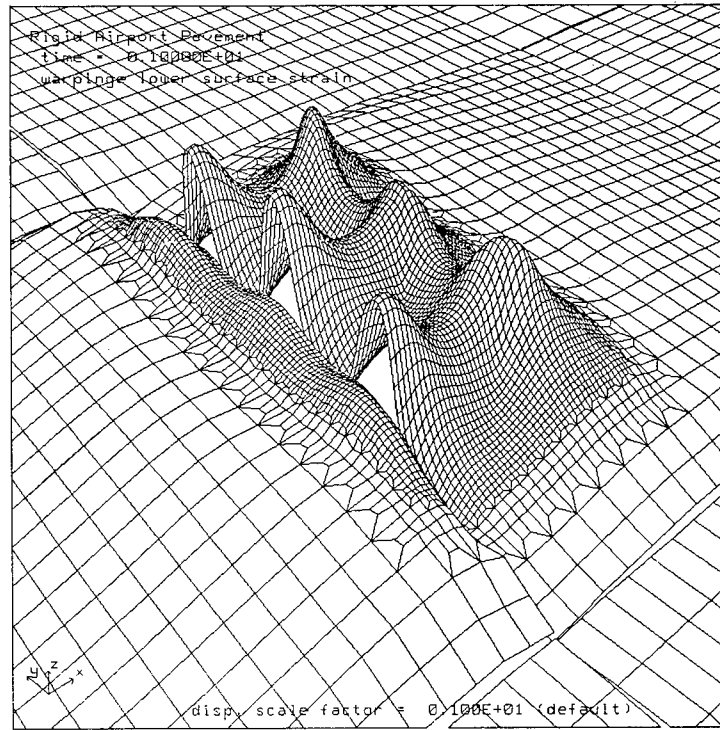 Rigid Airport Pavement
time = 0.10000E+01
warpinge lower surface strain
y z x
disp. scale factor = 0.100E+01 (default)